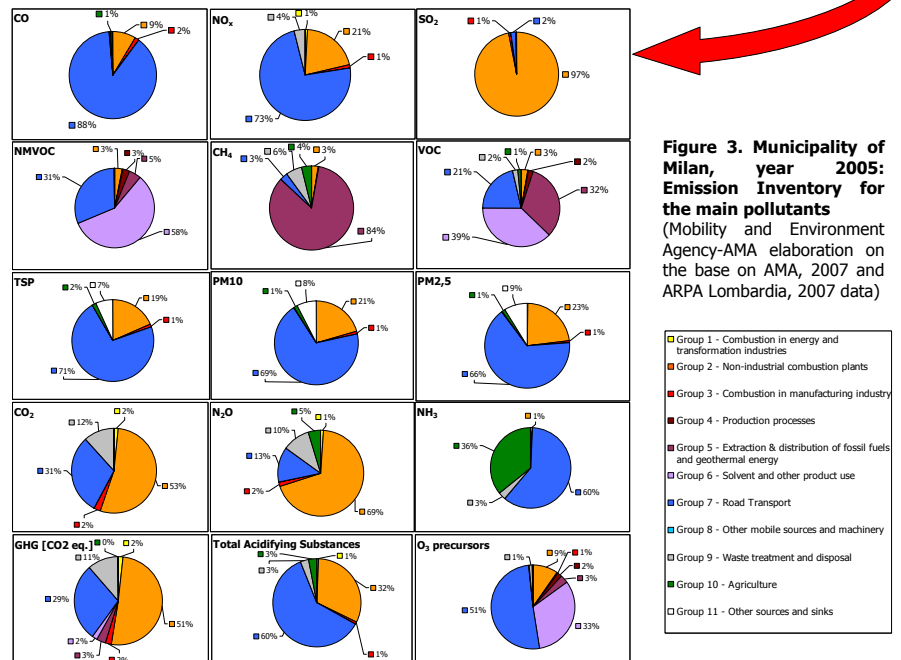 CO
1%
9%
2%
88%
NOx
4%
1%
21%
1%
73%
SO2
1%
2%
97%
NMVOC
3%
3%
5%
31%
58%
CH4
6%
4%
3%
3%
84%
VOC
2%
1%
3%
2%
21%
32%
39%
TSP
2%
7%
19%
1%
71%
PM10
1%
8%
21%
1%
69%
PM2,5
1%
9%
23%
1%
66%
CO2
12%
2%
31%
53%
2%
N2O
10%
5%
1%
13%
2%
69%
NH3
1%
36%
3%
60%
GHG [CO2 eq.]
0%
2%
11%
29%
51%
2%
3%
2%
Total Acidifying Substances
3%
1%
3%
32%
60%
1%
O3 precursors
1%
9%
1%
2%
3%
51%
33%
Figure 3. Municipality of
Milan, year 2005:
Emission Inventory for
the main pollutants
(Mobility and Environment
Agency-AMA elaboration on
the base on AMA, 2007 and
ARPA Lombardia, 2007 data)
Group 1 - Combustion in energy and
transformation industries
Group 2 - Non-industrial combustion plants
Group 3 - Combustion in manufacturing industry
Group 4 - Production processes
Group 5 - Extraction & distribution of fossil fuels
and geothermal energy
Group 6 - Solvent and other product use
Group 7 - Road Transport
Group 8 - Other mobile sources and machinery
Group 9 - Waste treatment and disposal
Group 10 - Agriculture
Group 11 - Other sources and sinks